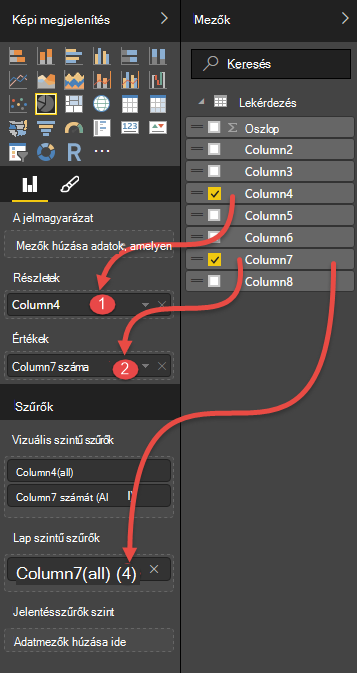 Képi megjelenítés
123
R
A jelmagyarázat
Mezők húzása adatok, amelyen
Részletek
Column4
1
Értékek
Column7 száma
2
Szűrők
Vizuális szintű szűrők
Column4(all)
Column7 számát (Al
Lap szintű szűrők
Column7(all) (4)
Jelentésszűrők szint
Adatmezők húzása ide
Mezők
Keresés
Lekérdezés
Σ Oszlop
Column2
Column3
Column4
Column5
Column6
Column7
Column8